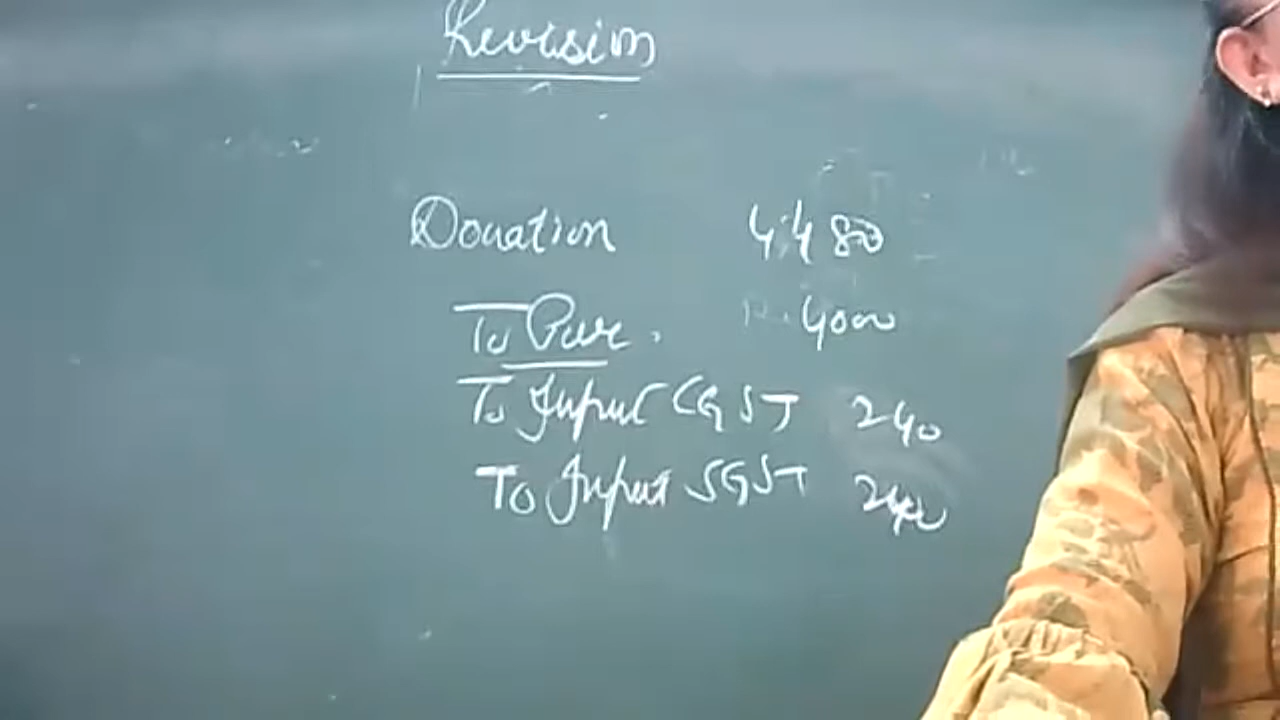 Revision
Donation 4480
To Pur. 4000
To Input CGST 240
To Input SGST 240